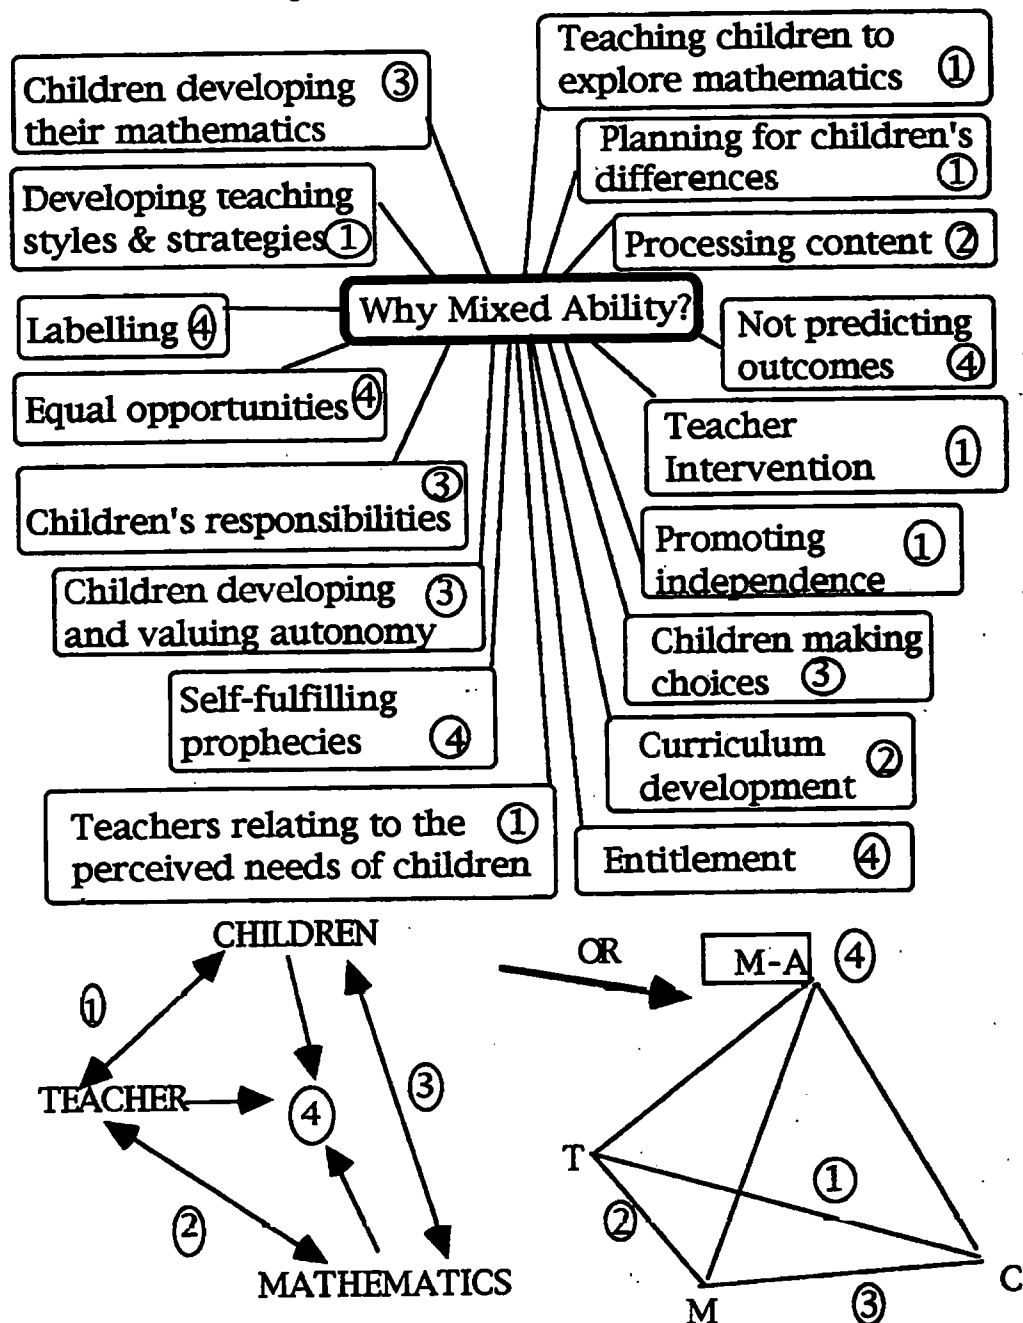 Children developing ③
their mathematics
Developing teaching
styles & strategies ①
Labelling ④
Equal opportunities ④
③
Children's responsibilities
Children developing ③
and valuing autonomy
Self-fulfilling
prophecies ④
Teachers relating to the ①
perceived needs of children
Why Mixed Ability?
Teaching children to
explore mathematics ①
Planning for children's
differences ①
Processing content ②
Not predicting
outcomes ④
Teacher
Intervention ①
Promoting ①
independence
Children making
choices ③
Curriculum
development ②
Entitlement ④
CHILDREN
①
TEACHER
④
③
②
MATHEMATICS
OR
M-A ④
T
①
②
C
M
③